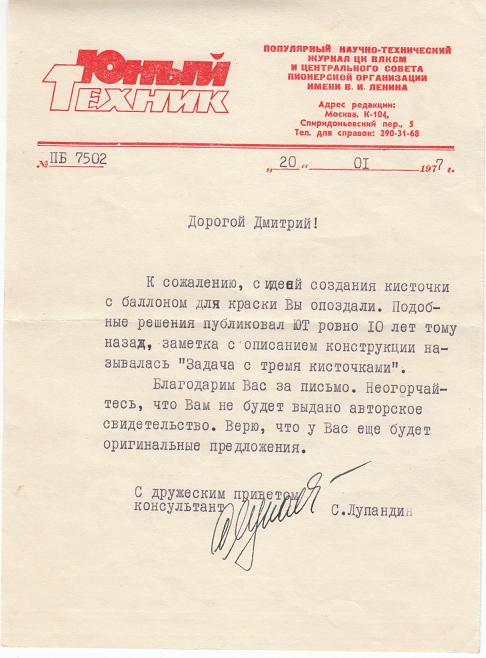 Юный
Техник
ПОПУЛЯРНЫЙ НАУЧНО-ТЕХНИЧЕСКИЙ
ЖУРНАЛ ЦК ВЛКСМ
И ЦЕНТРАЛЬНОГО СОВЕТА
ПИОНЕРСКОЙ ОРГАНИЗАЦИИ
ИМЕНИ В. И. ЛЕНИНА
Адрес редакции:
Москва, К-104,
Спиридоньевский пер., 5
Тел. для справок: 290-31-68
№ ПБ 7502 „20" 01 1977 г.
Дорогой Дмитрий!
К сожалению, с идеей создания кисточки
с баллоном для краски Вы опоздали. Подоб-
ные решения публиковал ЮТ ровно 10 лет тому
назад, заметка с описанием конструкции на-
зывалась "Задача с тремя кисточками".
Благодарим Вас за письмо. Неогорчай-
тесь, что Вам не будет выдано авторское
свидетельство. Верю, что у Вас еще будет
оригинальные предложения.
С дружеским приветом
консультант С.Лупандин